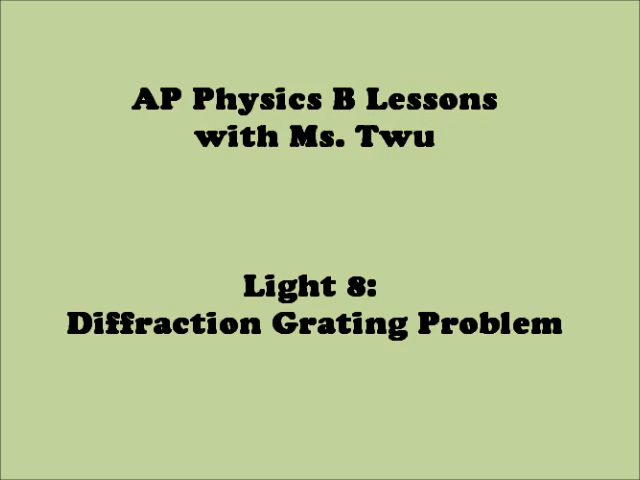 AP Physics B Lessons
with Ms. Twu
Light 8:
Diffraction Grating Problem